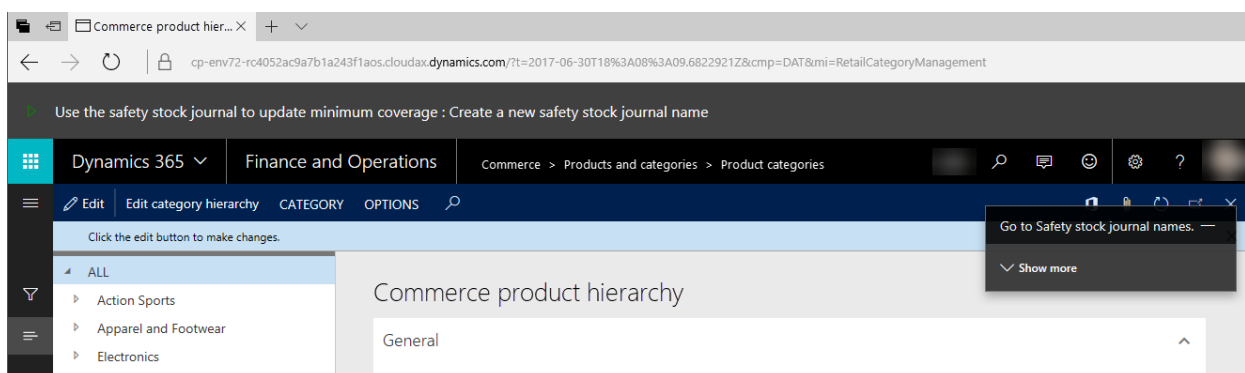 Commerce product hier...
cp-env72-rc4052ac9a7b1a243f1aos.cloudax.dynamics.com/?t=2017-06-30T18%3A08%3A09.6822921Z&cmp=DAT&mi=RetailCategoryManagement
Use the safety stock journal to update minimum coverage : Create a new safety stock journal name
Dynamics 365 Finance and Operations Commerce > Products and categories > Product categories ?
Edit Edit category hierarchy CATEGORY OPTIONS
Click the edit button to make changes.
Go to Safety stock journal names.
Show more
ALL
Action Sports
Apparel and Footwear
Electronics
Commerce product hierarchy
General